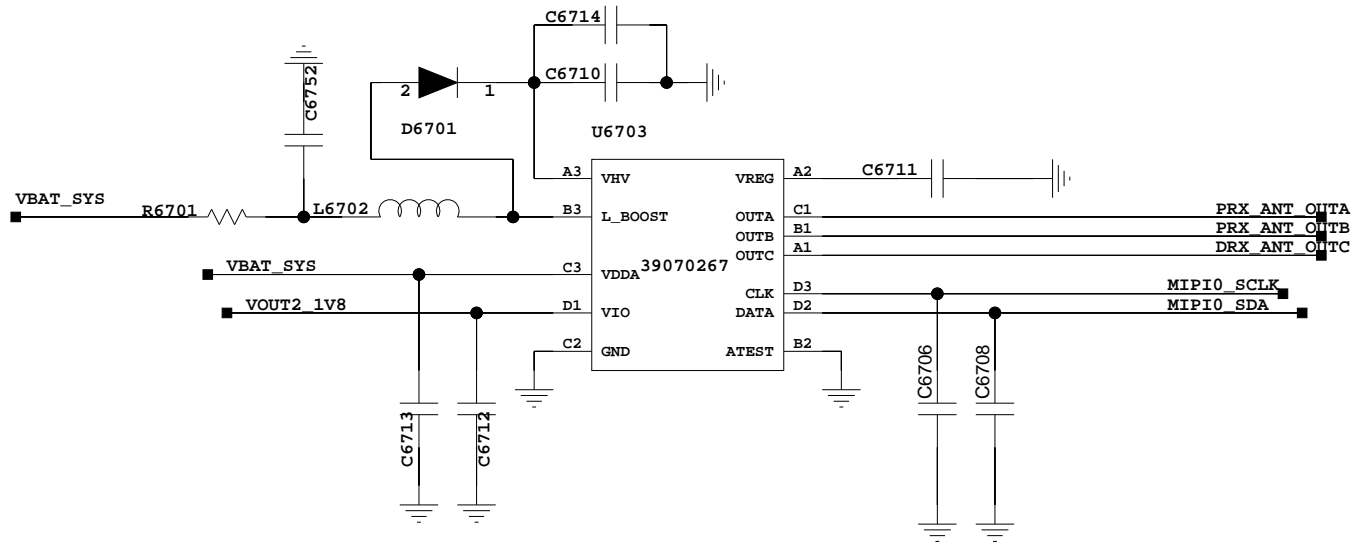 C6714
C6752
C6710
2
1
D6701
U6703
A3
VHV
VREG
A2
C6711
VBAT_SYS
R6701
L6702
B3
L_BOOST
OUTA
C1
PRX_ANT_OUTA
OUTB
B1
PRX_ANT_OUTB
OUTC
A1
DRX_ANT_OUTC
VBAT_SYS
C3
VDDA
39070267
CLK
D3
MIPI0_SCLK
VOUT2_1V8
D1
VIO
DATA
D2
MIPI0_SDA
C2
GND
ATEST
B2
C6706
C6708
C6713
C6712